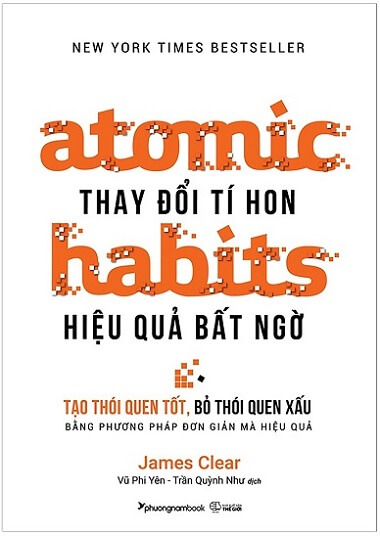 NEW YORK TIMES BESTSELLER
atomic
THAY ĐỔI TÍ HON
habits
HIỆU QUẢ BẤT NGỜ
TẠO THÓI QUEN TỐT, BỎ THÓI QUEN XẤU
BẰNG PHƯƠNG PHÁP ĐƠN GIẢN MÀ HIỆU QUẢ
James Clear
Vũ Phi Yên - Trần Quỳnh Như dịch
phuongnambook
THẾ GIỚI